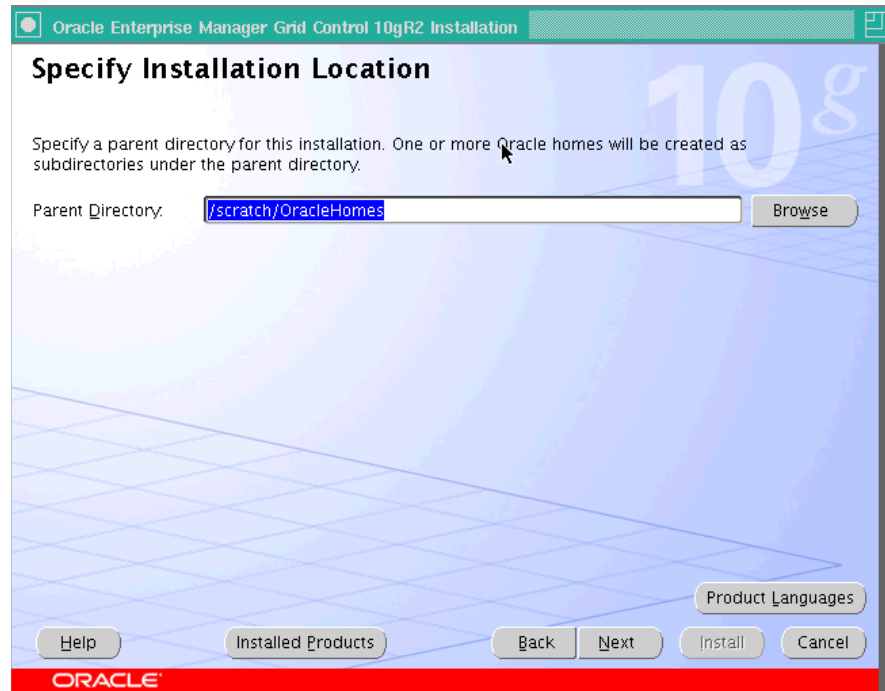 Oracle Enterprise Manager Grid Control 10gR2 Installation
Specify Installation Location
10g
Specify a parent directory for this installation. One or more Oracle homes will be created as
subdirectories under the parent directory.
Parent Directory: /scratch/OracleHomes Browse
Product Languages
Help Installed Products Back Next Install Cancel
ORACLE